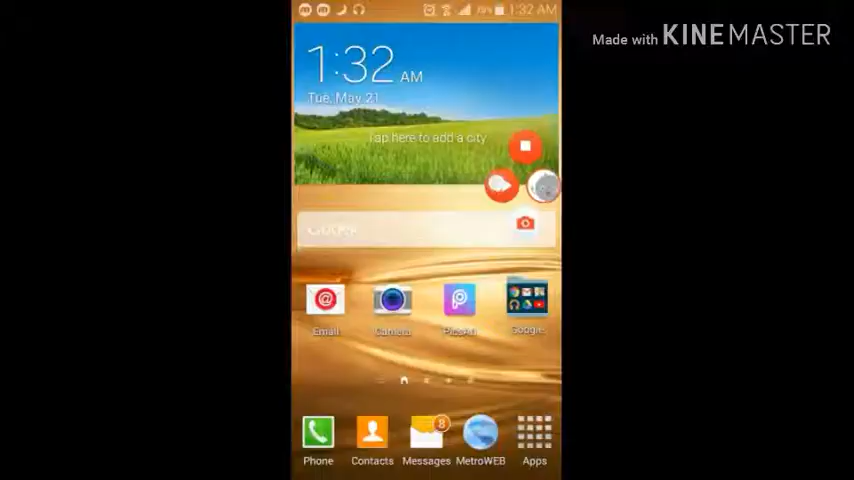 1:32 AM
Made with KINEMASTER
1:32 AM
Tue, May 21
Tap here to add a city
Google
Email
Camera
PicsArt
Google
8
Phone
Contacts
Messages
MetroWEB
Apps